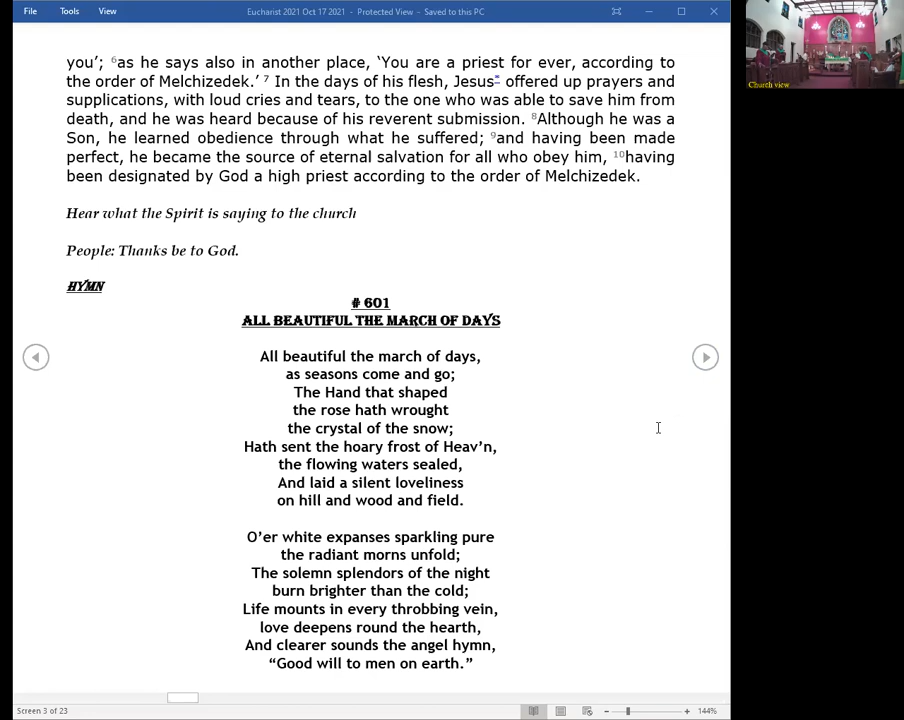 File Tools View Eucharist 2021 Oct 17 2021 - Protected View - Saved to this PC
you’; 6as he says also in another place, ‘You are a priest for ever, according to
the order of Melchizedek.’ 7 In the days of his flesh, Jesus* offered up prayers and
supplications, with loud cries and tears, to the one who was able to save him from
death, and he was heard because of his reverent submission. 8Although he was a
Son, he learned obedience through what he suffered; 9and having been made
perfect, he became the source of eternal salvation for all who obey him, 10having
been designated by God a high priest according to the order of Melchizedek.
Hear what the Spirit is saying to the church
People: Thanks be to God.
HYMN
# 601
ALL BEAUTIFUL THE MARCH OF DAYS
All beautiful the march of days,
as seasons come and go;
The Hand that shaped
the rose hath wrought
the crystal of the snow;
Hath sent the hoary frost of Heav’n,
the flowing waters sealed,
And laid a silent loveliness
on hill and wood and field.
O’er white expanses sparkling pure
the radiant morns unfold;
The solemn splendors of the night
burn brighter than the cold;
Life mounts in every throbbing vein,
love deepens round the hearth,
And clearer sounds the angel hymn,
“Good will to men on earth.”
Screen 3 of 23
144%
Church view